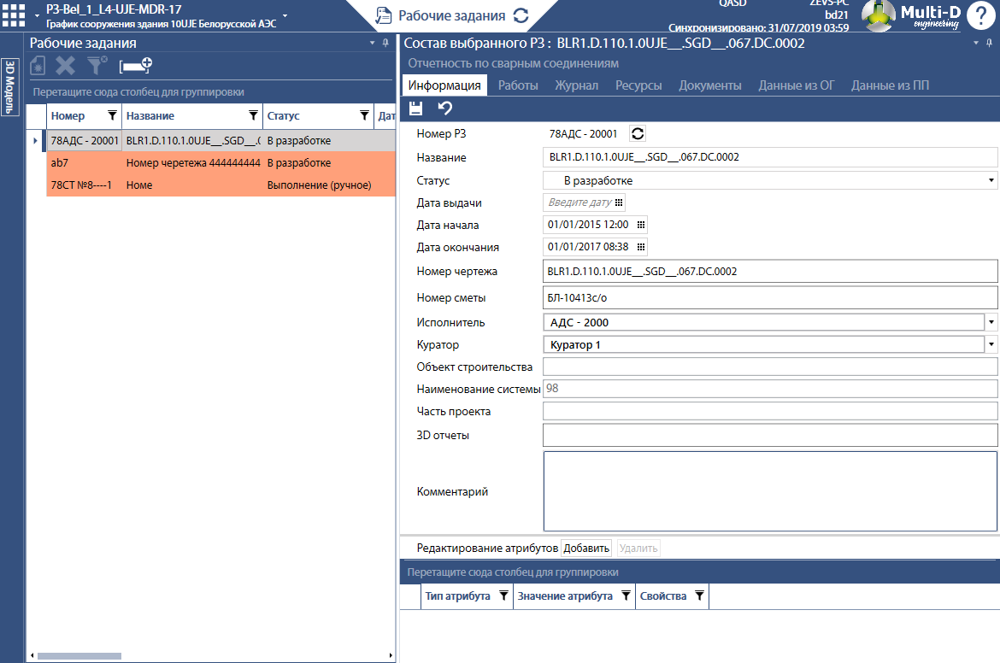 P3-Bel_1_L4-UJE-MDR-17
График сооружения здания 10UJE Белорусской АЭС
Рабочие задания
QASD
ZEVS-PC
bd21
Синхронизировано: 31/07/2019 03:59
Multi-D
engineering
?
3D Модель
Рабочие задания
Перетащите сюда столбец для группировки
Номер Название Статус Дат
78АДС - 20001 BLR1.D.110.1.0UJE__.SGD__.( В разработке
ab7 Номер черетежа 444444444 В разработке
78СТ №8----1 Номе Выполнение (ручное)
Состав выбранного РЗ : BLR1.D.110.1.0UJE__.SGD__.067.DC.0002
Отчетность по сварным соединениям
Информация Работы Журнал Ресурсы Документы Данные из ОГ Данные из ПП
Номер РЗ 78АДС - 20001
Название BLR1.D.110.1.0UJE__.SGD__.067.DC.0002
Статус В разработке
Дата выдачи Введите дату
Дата начала 01/01/2015 12:00
Дата окончания 01/01/2017 08:38
Номер чертежа BLR1.D.110.1.0UJE__.SGD__.067.DC.0002
Номер сметы БЛ-10413с/о
Исполнитель АДС - 2000
Куратор Куратор 1
Объект строительства
Наименование системы 98
Часть проекта
3D отчеты
Комментарий
Редактирование атрибутов Добавить Удалить
Перетащите сюда столбец для группировки
Тип атрибута Значение атрибута Свойства